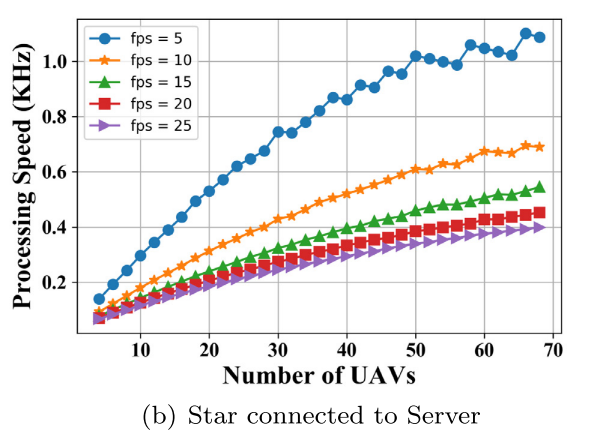 fps = 5
fps = 10
fps = 15
fps = 20
fps = 25
Processing Speed (KHz)
1.0
0.8
0.6
0.4
0.2
10 20 30 40 50 60 70
Number of UAVs
(b) Star connected to Server